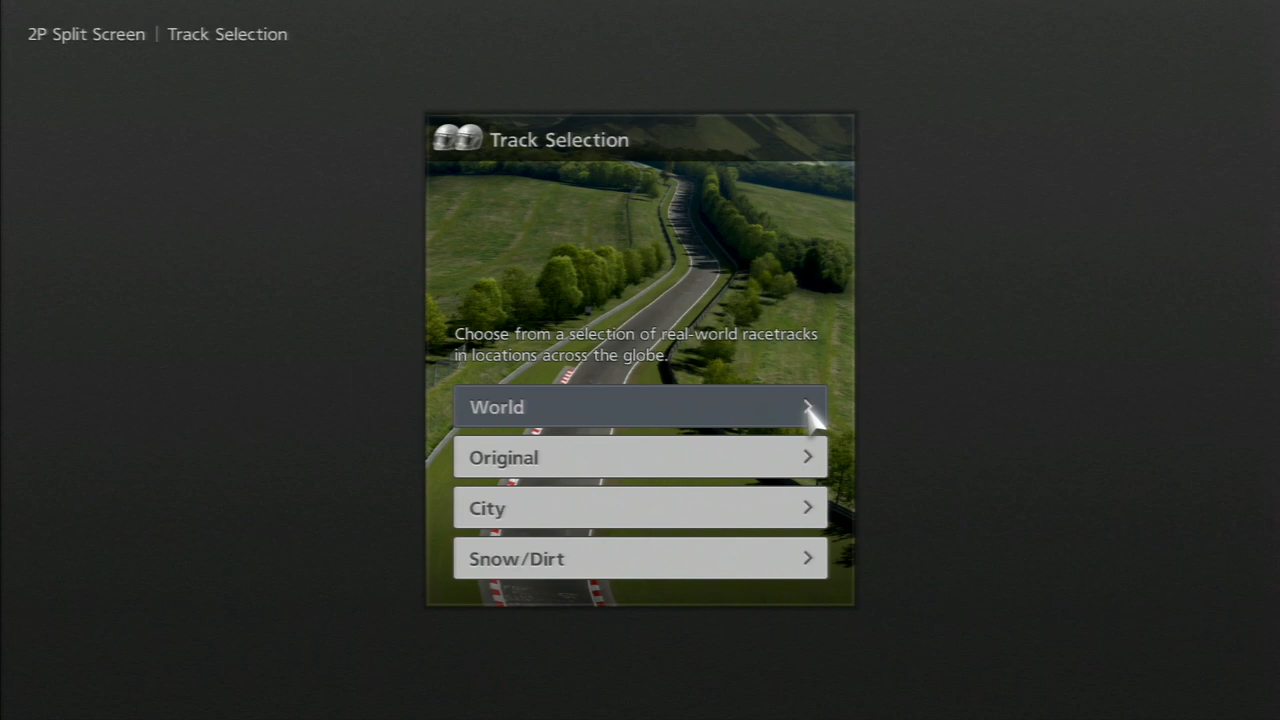 2P Split Screen | Track Selection
Track Selection
Choose from a selection of real-world racetracks
in locations across the globe.
World
Original
City
Snow/Dirt